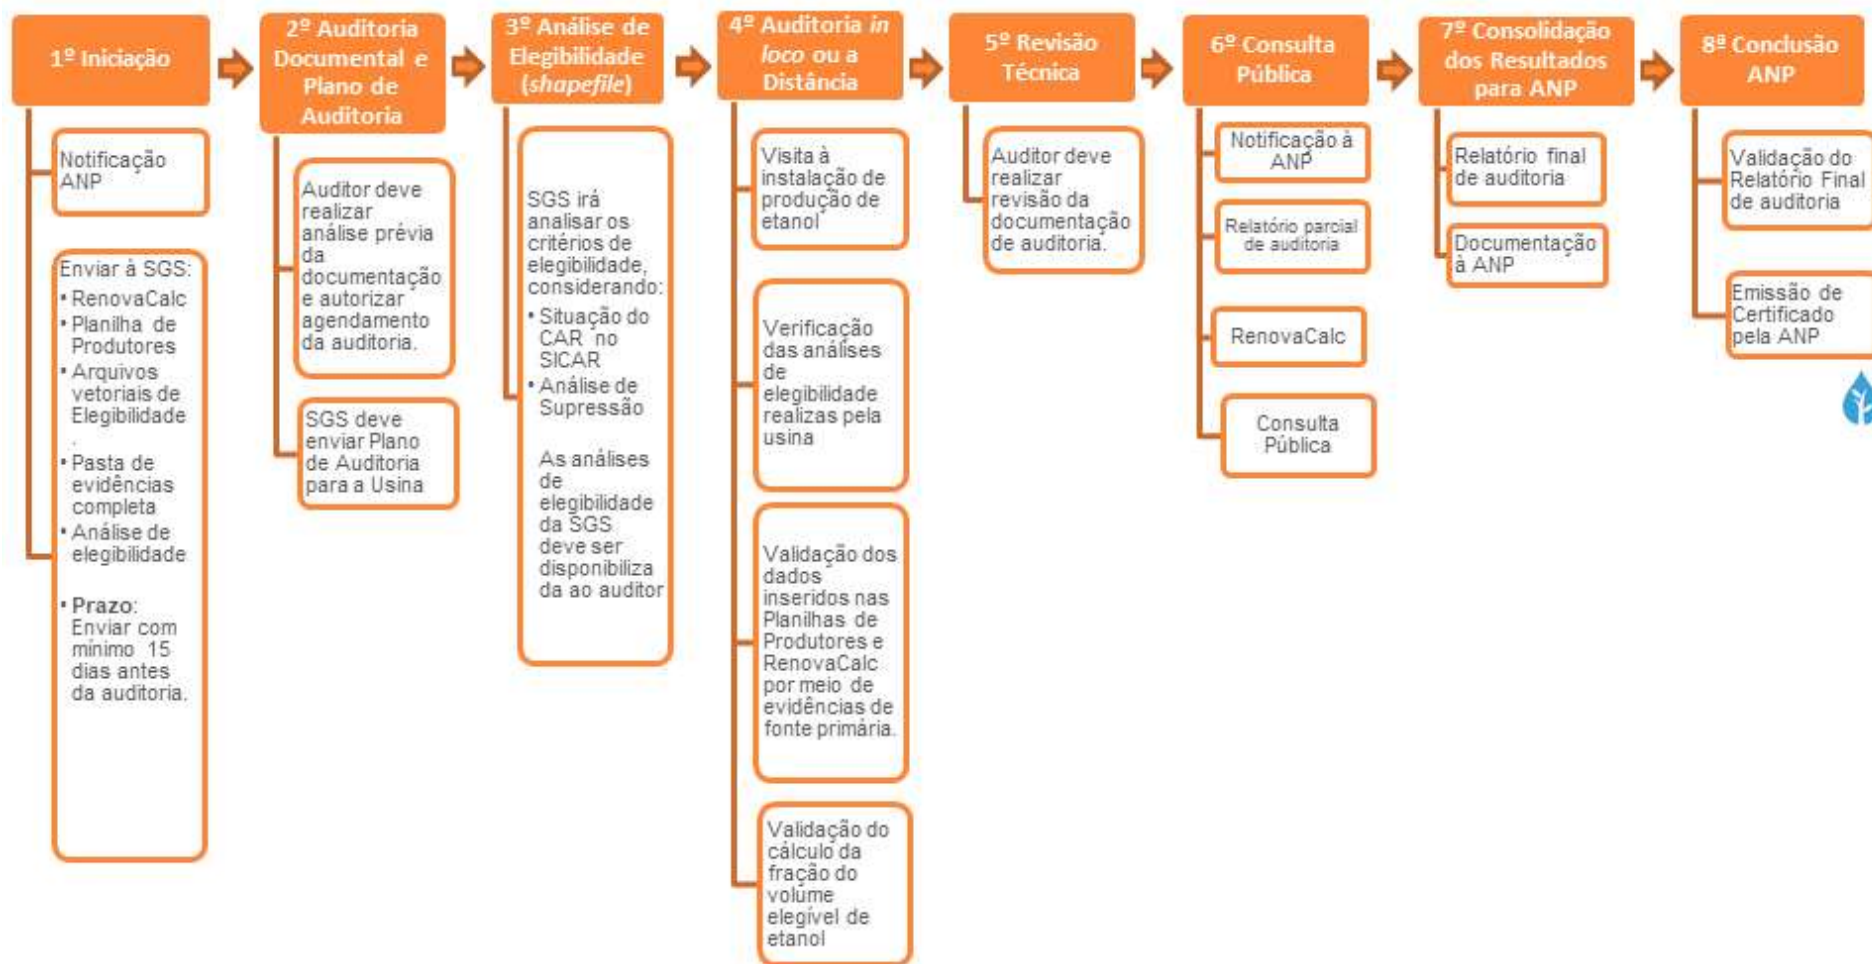 1º Iniciação
Notificação
ANP
Enviar à SGS:
• RenovaCalc
• Planilha de
Produtores
• Arquivos
vetoriais de
Elegibilidade
.
• Pasta de
evidências
completa
• Análise de
elegibilidade
• Prazo:
Enviar com
mínimo 15
dias antes
da auditoria.
2º Auditoria
Documental e
Plano de
Auditoria
Auditor deve
realizar
análise prévia
da
documentação
e autorizar
agendamento
da auditoria.
SGS deve
enviar Plano
de Auditoria
para a Usina
3º Análise de
Elegibilidade
(shapefile)
SGS irá
analisar os
critérios de
elegibilidade,
considerando:
• Situação do
CAR no
SICAR
• Análise de
Supressão
As análises
de
elegibilidade
da SGS
deve ser
disponibiliza
da ao auditor
4º Auditoria in
loco ou a
Distância
Visita à
instalação de
produção de
etanol
Verificação
das análises
de
elegibilidade
realizas pela
usina
Validação dos
dados
inseridos nas
Planilhas de
Produtores e
RenovaCalc
por meio de
evidências de
fonte primária.
Validação do
cálculo da
fração do
volume
elegível de
etanol
5º Revisão
Técnica
Auditor deve
realizar
revisão da
documentação
de auditoria.
6º Consulta
Pública
Notificação à
ANP
Relatório parcial
de auditoria
RenovaCalc
Consulta
Pública
7º Consolidação
dos Resultados
para ANP
Relatório final
de auditoria
Documentação
à ANP
8ª Conclusão
ANP
Validação do
Relatório Final
de auditoria
Emissão de
Certificado
pela ANP